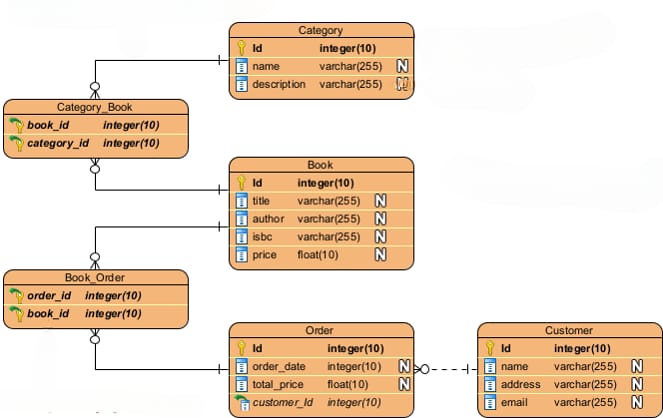 Category
Id integer(10)
name varchar(255) N
description varchar(255) N
Category_Book
book_id integer(10)
category_id integer(10)
Book
Id integer(10)
title varchar(255) N
author varchar(255) N
isbc varchar(255) N
price float(10) N
Book_Order
order_id integer(10)
book_id integer(10)
Order
Id integer(10)
order_date integer(10) N
total_price float(10) N
customer_Id integer(10)
Customer
Id integer(10)
name varchar(255) N
address varchar(255) N
email varchar(255) N